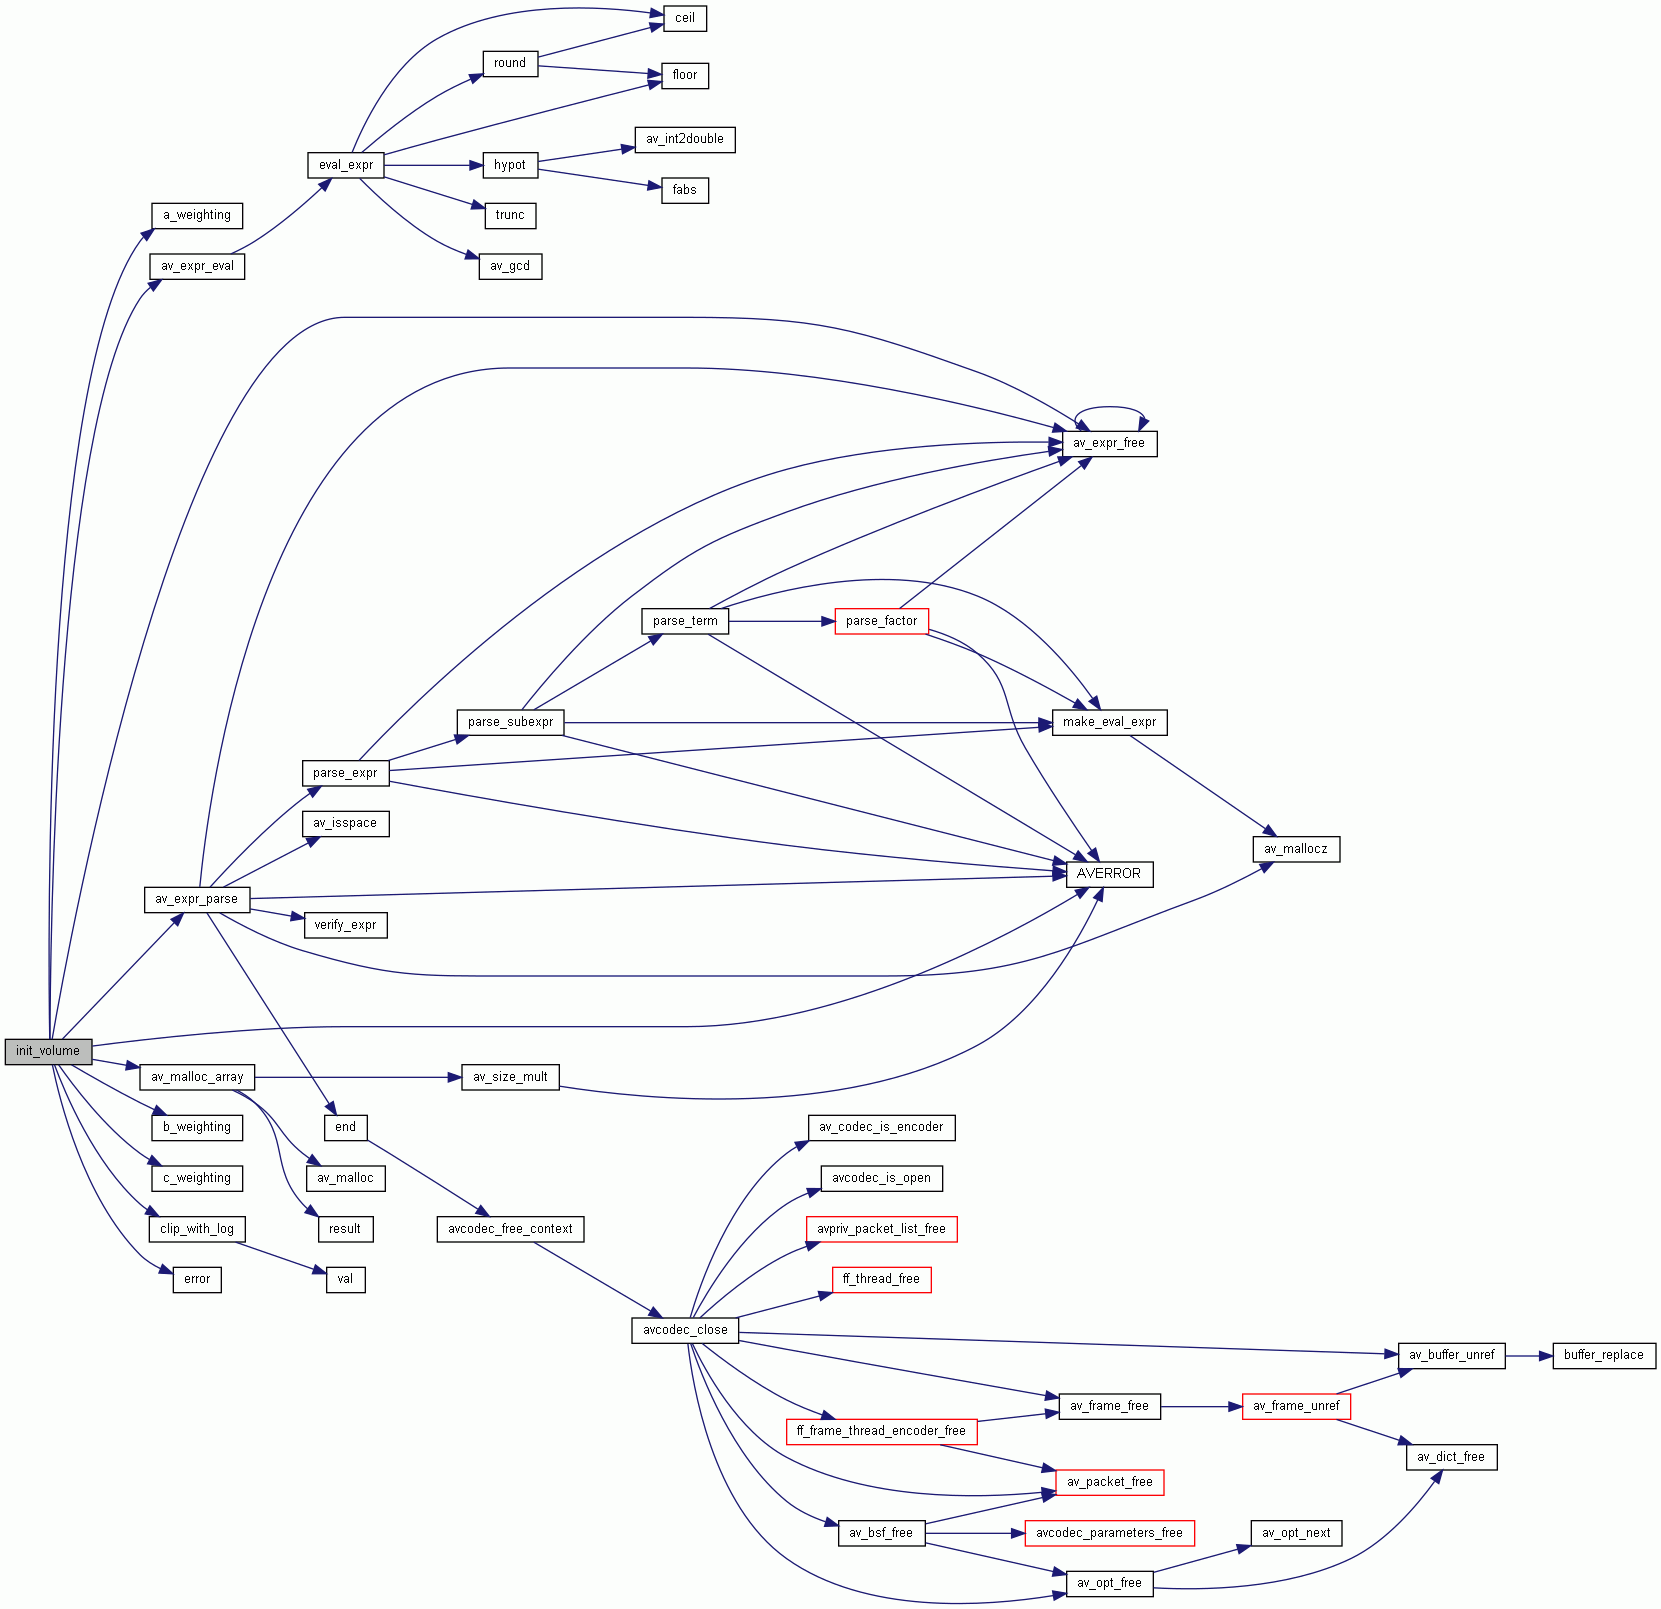 ceil
round
floor
av_int2double
eval_expr
hypot
fabs
a_weighting
trunc
av_expr_eval
av_gcd
av_expr_free
parse_term
parse_factor
parse_subexpr
make_eval_expr
parse_expr
av_isspace
av_mallocz
AVERROR
av_expr_parse
verify_expr
init_volume
av_malloc_array
av_size_mult
b_weighting
end
av_codec_is_encoder
c_weighting
av_malloc
avcodec_is_open
clip_with_log
result
avcodec_free_context
avpriv_packet_list_free
error
val
ff_thread_free
avcodec_close
av_buffer_unref
buffer_replace
av_frame_free
av_frame_unref
ff_frame_thread_encoder_free
av_dict_free
av_packet_free
av_bsf_free
avcodec_parameters_free
av_opt_next
av_opt_free